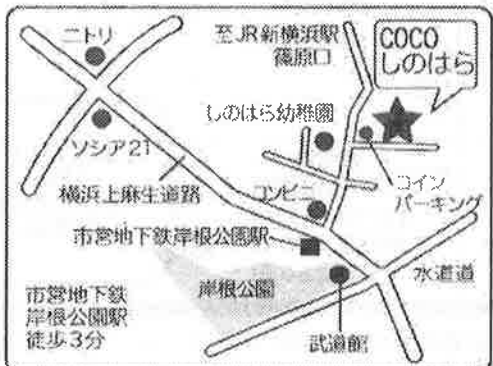 ニトリ
至JR新横浜駅
篠原口
COCO
しのはら
しのはら幼稚園
ソシア21
横浜上麻生道路
コンビニ
コイン
パーキング
市営地下鉄岸根公園駅
岸根公園
水道道
市営地下鉄
岸根公園駅
徒歩3分
武道館